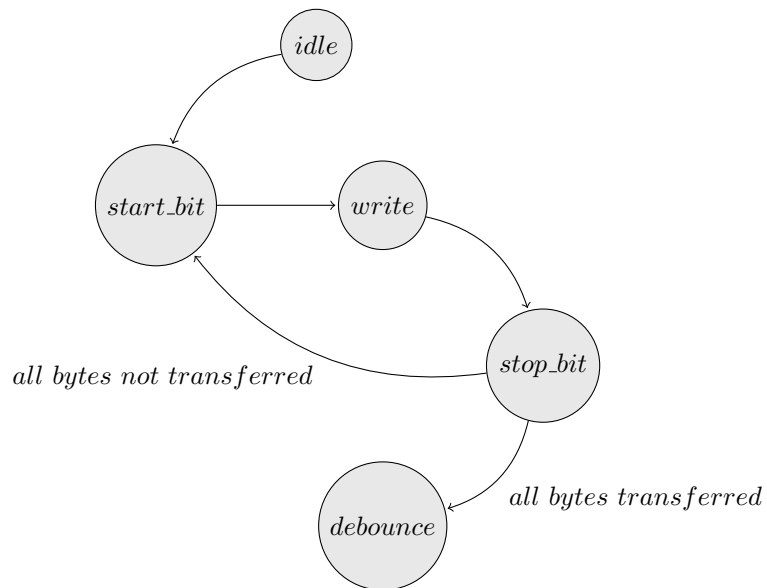 idle
start_bit
write
stop_bit
all bytes not transferred
all bytes transferred
debounce